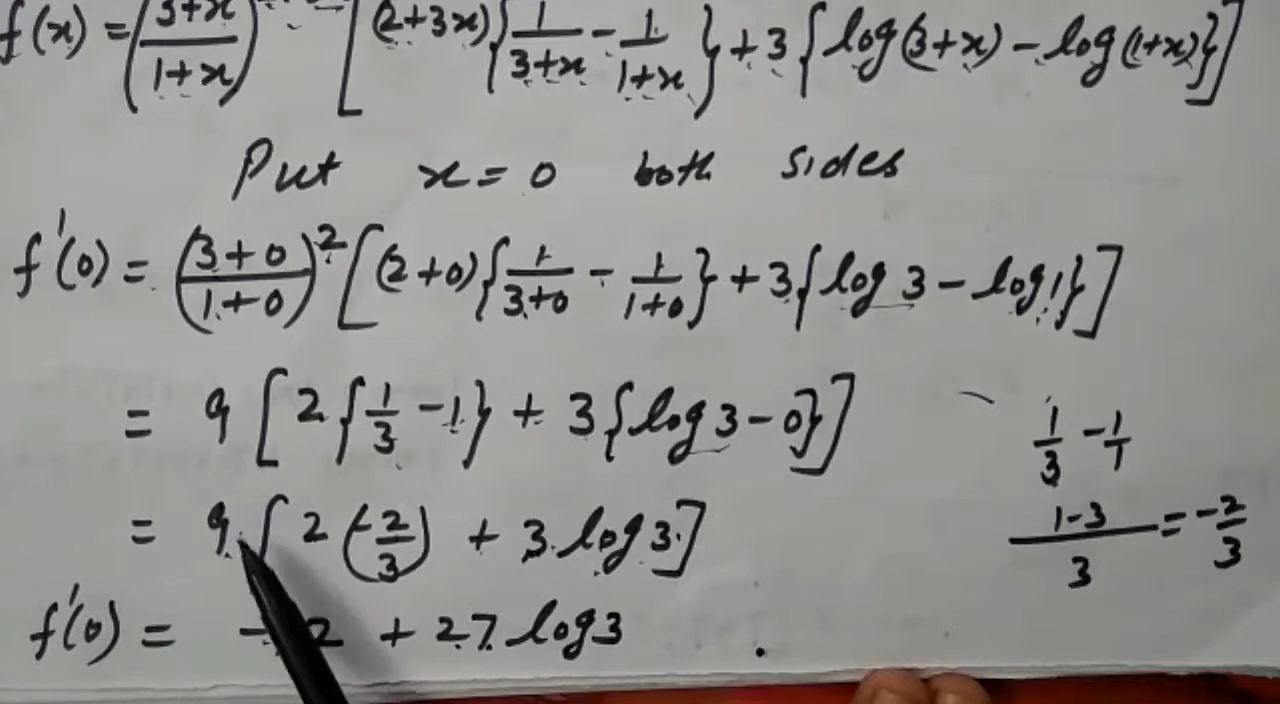 f(x) = (3+x / 1+x) [(2+3x) {1/3+x - 1/1+x} + 3 {log(3+x) - log(1+x)}]
Put x = 0 both sides
f'(0) = (3+0 / 1+0)^2 [(2+0) {1/3+0 - 1/1+0} + 3 {log 3 - log 1}]
= 9 [2 {1/3 - 1} + 3 {log 3 - 0}]
1/3 - 1/1
= 9 [2 (-2/3) + 3 log 3]
1-3 / 3 = -2/3
f'(0) = - 2 + 27 log 3